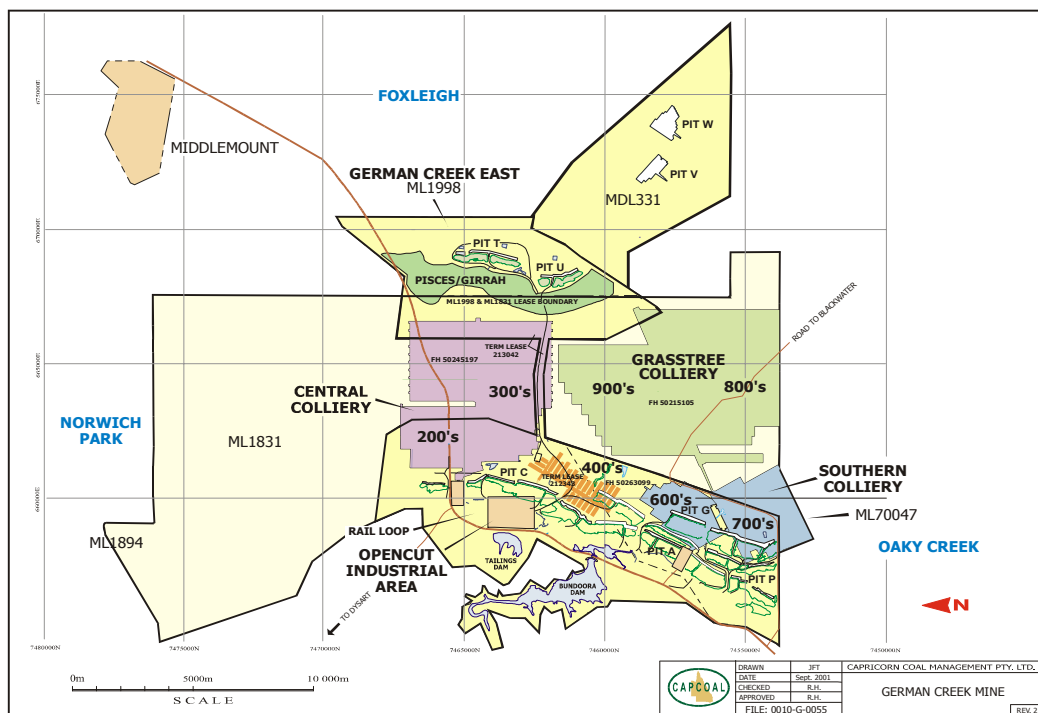 FOXLEIGH
675000E
PIT W
MIDDLEMOUNT
GERMAN CREEK EAST
ML1998
PIT V
MDL331
670000E
PIT T
PIT U
PISCES/GIRRAH
ML1998 & ML1831 LEASE BOUNDARY
ROAD TO BLACKWATER
TERM LEASE
213042
FH 50245197
GRASSTREE
COLLIERY
665000E
300's
900's
800's
CENTRAL
COLLIERY
FH 50215105
NORWICH
PARK
ML1831
200's
400's
PIT C
TERM LEASE
212345
FH 50263099
SOUTHERN
COLLIERY
660000E
600's
PIT G
ML70047
700's
RAIL LOOP
ML1894
OPENCUT
INDUSTRIAL
AREA
TAILINGS
DAM
PIT A
OAKY CREEK
BUNDOORA
DAM
PIT P
N
TO DYSART
7480000N
7475000N
7470000N
7465000N
7460000N
7455000N
7450000N
0m
5000m
10 000m
SCALE
CAPCOAL
DRAWN JFT
DATE Sept. 2001
CHECKED R.H.
APPROVED R.H.
FILE: 0010-G-0055
CAPRICORN COAL MANAGEMENT PTY. LTD.
GERMAN CREEK MINE
REV. 2